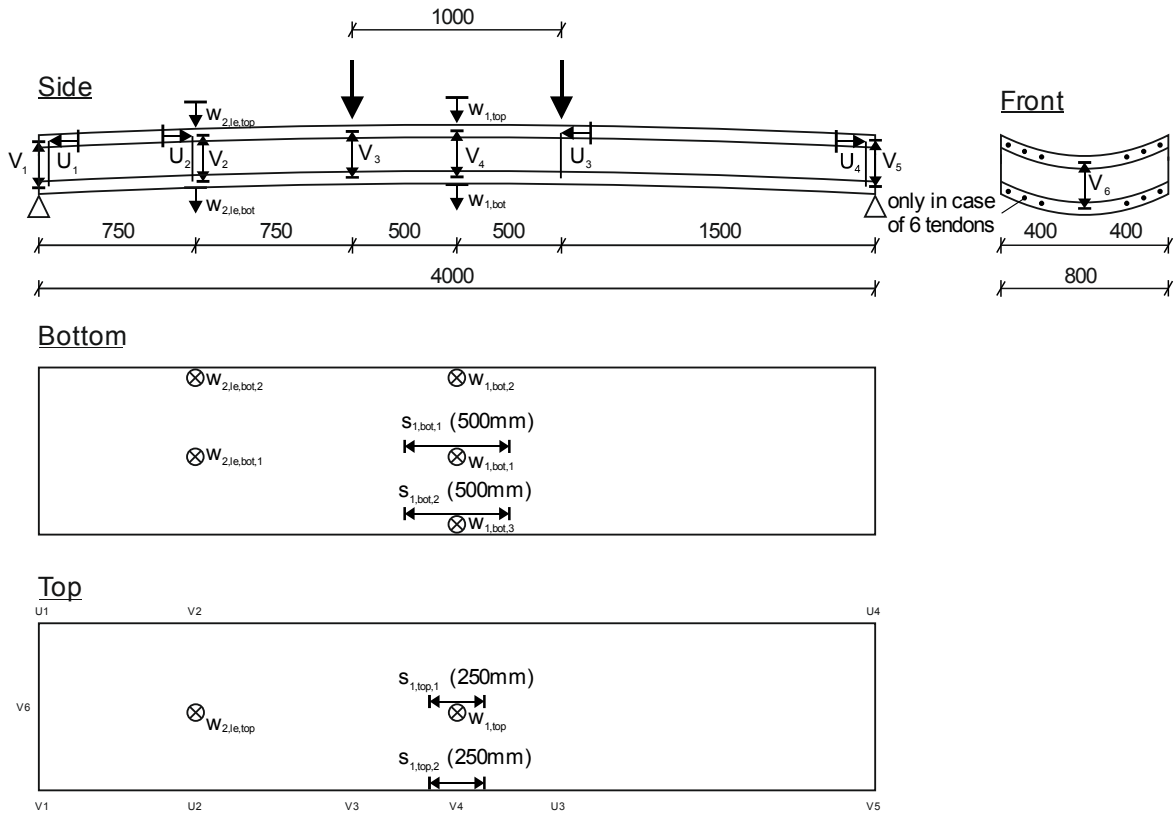 1000
Side
Front
w2,le,top
w1,top
V1
U1
U2
V2
V3
V4
U3
U4
V5
V6
w2,le,bot
w1,bot
only in case
of 6 tendons
750
750
500
500
1500
400
400
4000
800
Bottom
w2,le,bot,2
w1,bot,2
s1,bot,1 (500mm)
w2,le,bot,1
w1,bot,1
s1,bot,2 (500mm)
w1,bot,3
Top
U1
V2
U4
s1,top,1 (250mm)
V6
w2,le,top
w1,top
s1,top,2 (250mm)
V1
U2
V3
V4
U3
V5